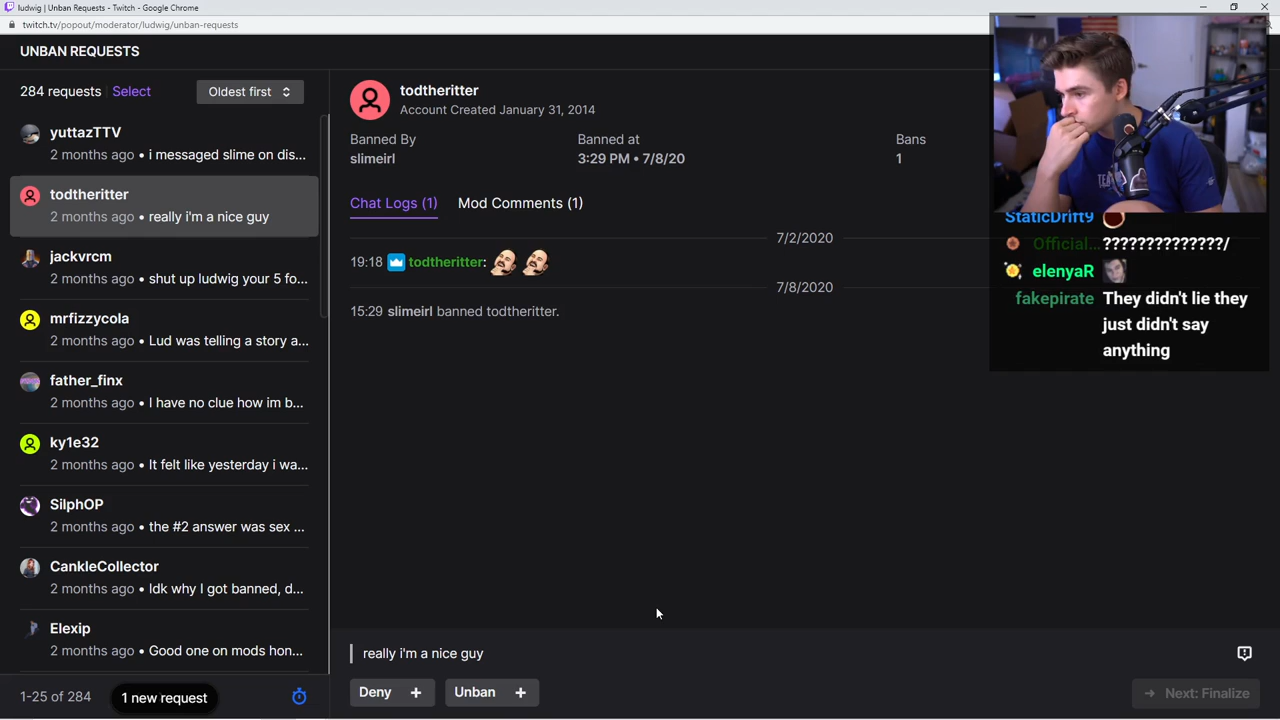 ludwig | Unban Requests - Twitch - Google Chrome
twitch.tv/popout/moderator/ludwig/unban-requests
UNBAN REQUESTS
284 requests Select Oldest first
yuttazTTV
2 months ago • i messaged slime on dis...
todtheritter
2 months ago • really i'm a nice guy
jackvrcm
2 months ago • shut up ludwig your 5 fo...
mrfizzycola
2 months ago • Lud was telling a story a...
father_finx
2 months ago • I have no clue how im b...
ky1e32
2 months ago • It felt like yesterday i wa...
SilphOP
2 months ago • the #2 answer was sex ...
CankleCollector
2 months ago • Idk why I got banned, d...
Elexip
2 months ago • Good one on mods hon...
1-25 of 284 1 new request
todtheritter
Account Created January 31, 2014
Banned By Banned at Bans
slimeirl 3:29 PM • 7/8/20 1
Chat Logs (1) Mod Comments (1)
7/2/2020
19:18 todtheritter:
7/8/2020
15:29 slimeirl banned todtheritter.
really i'm a nice guy
Deny + Unban + Next: Finalize
StaticDrift9
Official... ??????????????/
elenyaR
fakepirate They didn't lie they
just didn't say
anything